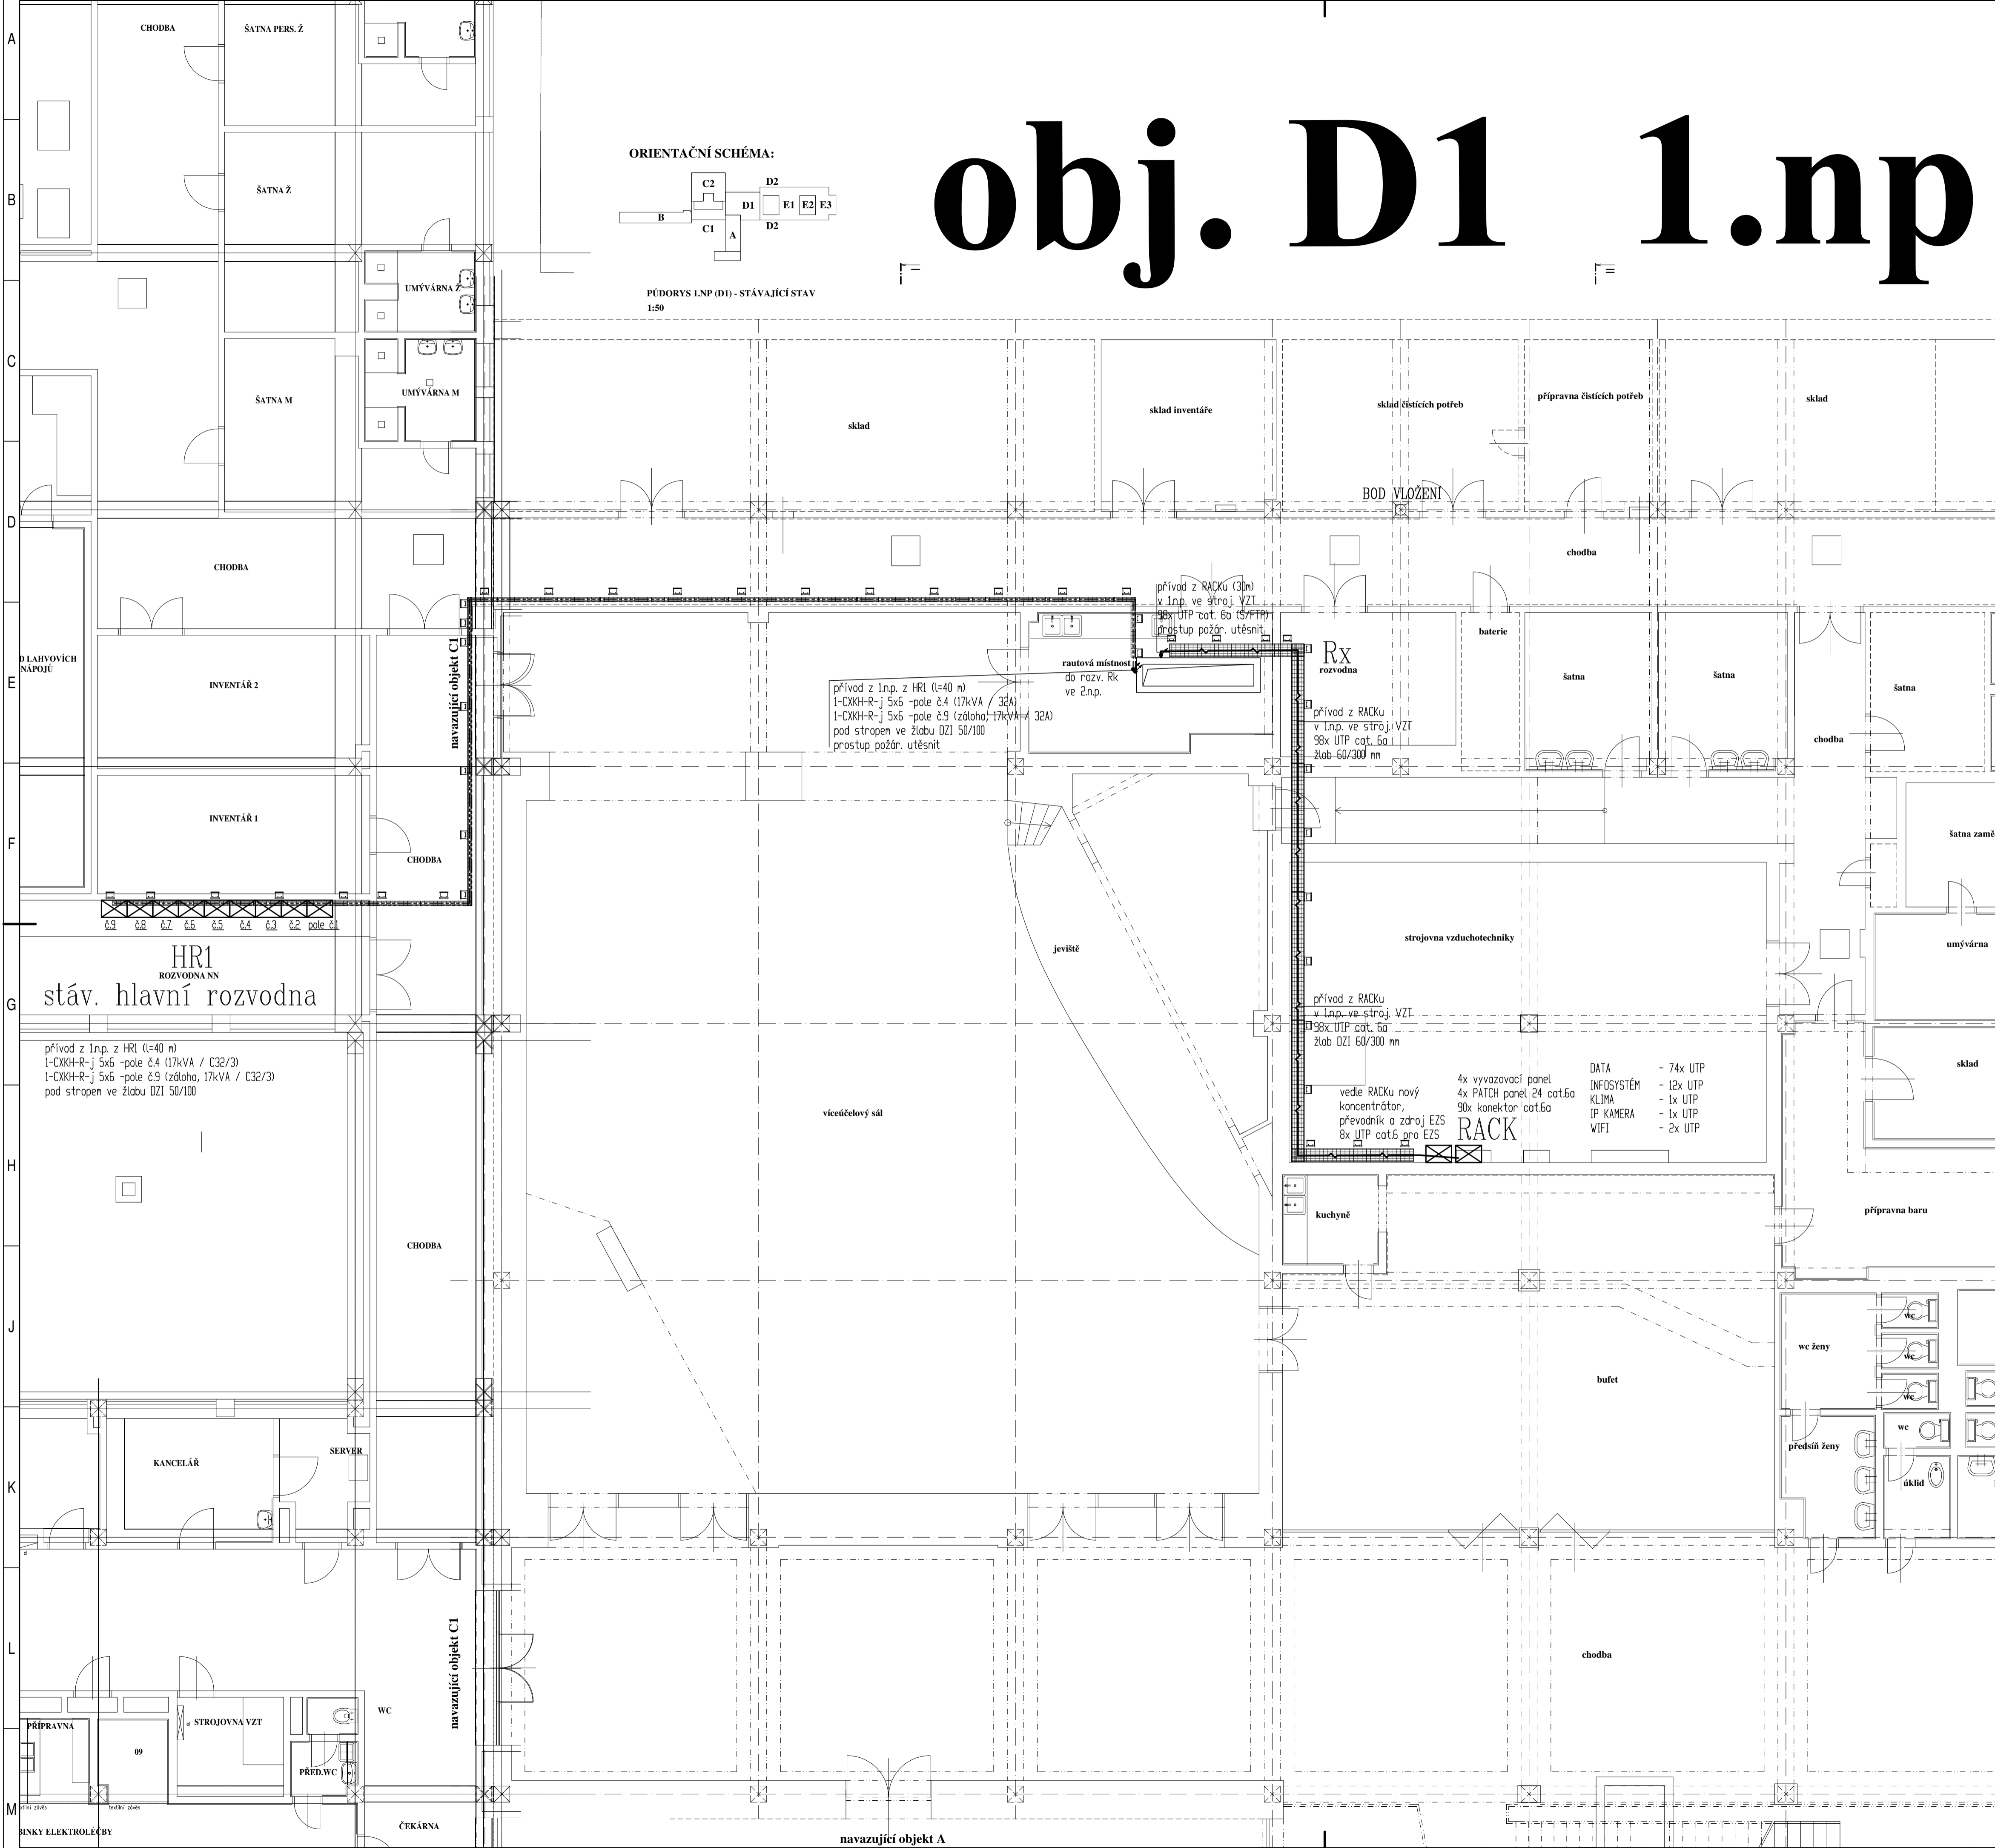 obj. D1 1.np
ORIENTAČNÍ SCHÉMA:
C2
D2
D1
E1
E2
E3
B
C1
A
D2
PŮDORYS 1.NP (D1) - STÁVAJÍCÍ STAV
1:50
A
B
C
D
E
F
G
H
J
K
L
M
CHODBA
ŠATNA PERS. Ž
ŠATNA Ž
UMÝVÁRNA Ž
ŠATNA M
UMÝVÁRNA M
CHODBA
D LAHVOVÍCH
NÁPOJŮ
INVENTÁŘ 2
INVENTÁŘ 1
CHODBA
navazující objekt C1
č.9
č.8
č.7
č.6
č.5
č.4
č.3
č.2
pole č.1
HR1
ROZVODNA NN
stáv. hlavní rozvodna
přívod z 1.n.p. z HR1 (l=40 m)
1-CXKH-R-j 5x6 -pole č.4 (17kVA / C32/3)
1-CXKH-R-j 5x6 -pole č.9 (záloha, 17kVA / C32/3)
pod stropem ve žlabu DZI 50/100
CHODBA
KANCELÁŘ
SERVER
navazující objekt C1
WC
STROJOVNA VZT
el
el
PŘÍPRAVNA
09
PŘED.WC
textilní závěs
ČEKÁRNA
BINKY ELEKTROLÉČBY
sklad
sklad inventáře
sklad čistících potřeb
přípravna čistících potřeb
sklad
BOD VLOŽENÍ
chodba
přívod z RACKu (30m)
v 1.n.p. ve stroj. VZT
98x UTP cat. 6a (S/FTP)
prostup požár. utěsnit
rautová místnost
do rozv. Rk
ve 2.n.p.
přívod z 1.n.p. z HR1 (l=40 m)
1-CXKH-R-j 5x6 -pole č.4 (17kVA / 32A)
1-CXKH-R-j 5x6 -pole č.9 (záloha, 17kVA / 32A)
pod stropem ve žlabu DZI 50/100
prostup požár. utěsnit
Rx
rozvodna
baterie
šatna
šatna
šatna
chodba
přívod z RACKu
v 1.n.p. ve stroj. VZT
98x UTP cat. 6a
žlab 60/300 mm
šatna zamě
umývárna
jeviště
strojovna vzduchotechniky
přívod z RACKu
v 1.n.p. ve stroj. VZT
98x UTP cat. 6a
žlab DZI 60/300 mm
sklad
vedle RACKu nový
koncentrátor,
převodník a zdroj EZS
8x UTP cat.6 pro EZS
4x vyvazovací panel
4x PATCH panel 24 cat.6a
90x konektor cat.6a
RACK
DATA - 74x UTP
INFOSYSTÉM - 12x UTP
KLIMA - 1x UTP
IP KAMERA - 1x UTP
WIFI - 2x UTP
víceúčelový sál
kuchyně
přípravna baru
wc ženy
wc
wc
wc
wc
bufet
předsíň ženy
úklid
chodba
navazující objekt A